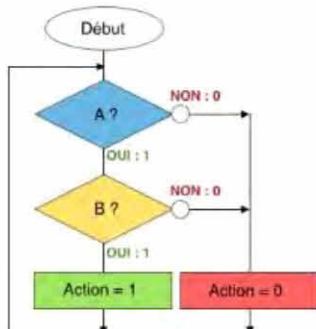 Début
NON : 0
A ?
OUI : 1
NON : 0
B ?
OUI : 1
Action = 1
Action = 0